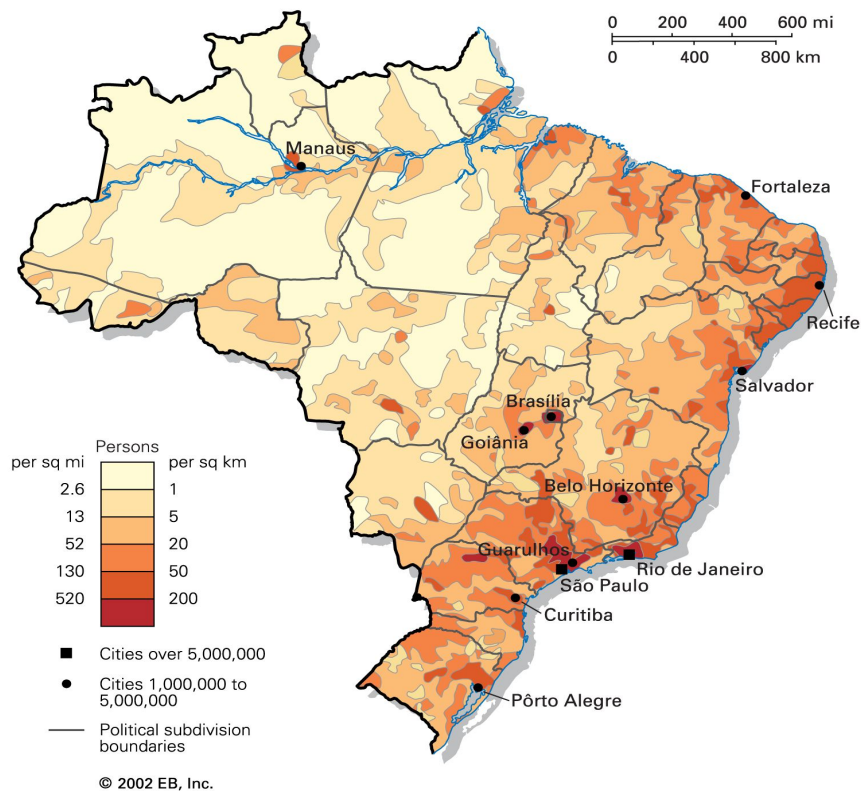 0 200 400 600 mi
0 400 800 km
Manaus
Fortaleza
Recife
Salvador
Brasília
Goiânia
Belo Horizonte
Guarulhos
Rio de Janeiro
São Paulo
Curitiba
Pôrto Alegre
Persons
per sq mi per sq km
2.6 1
13 5
52 20
130 50
520 200
Cities over 5,000,000
Cities 1,000,000 to
5,000,000
Political subdivision
boundaries
© 2002 EB, Inc.